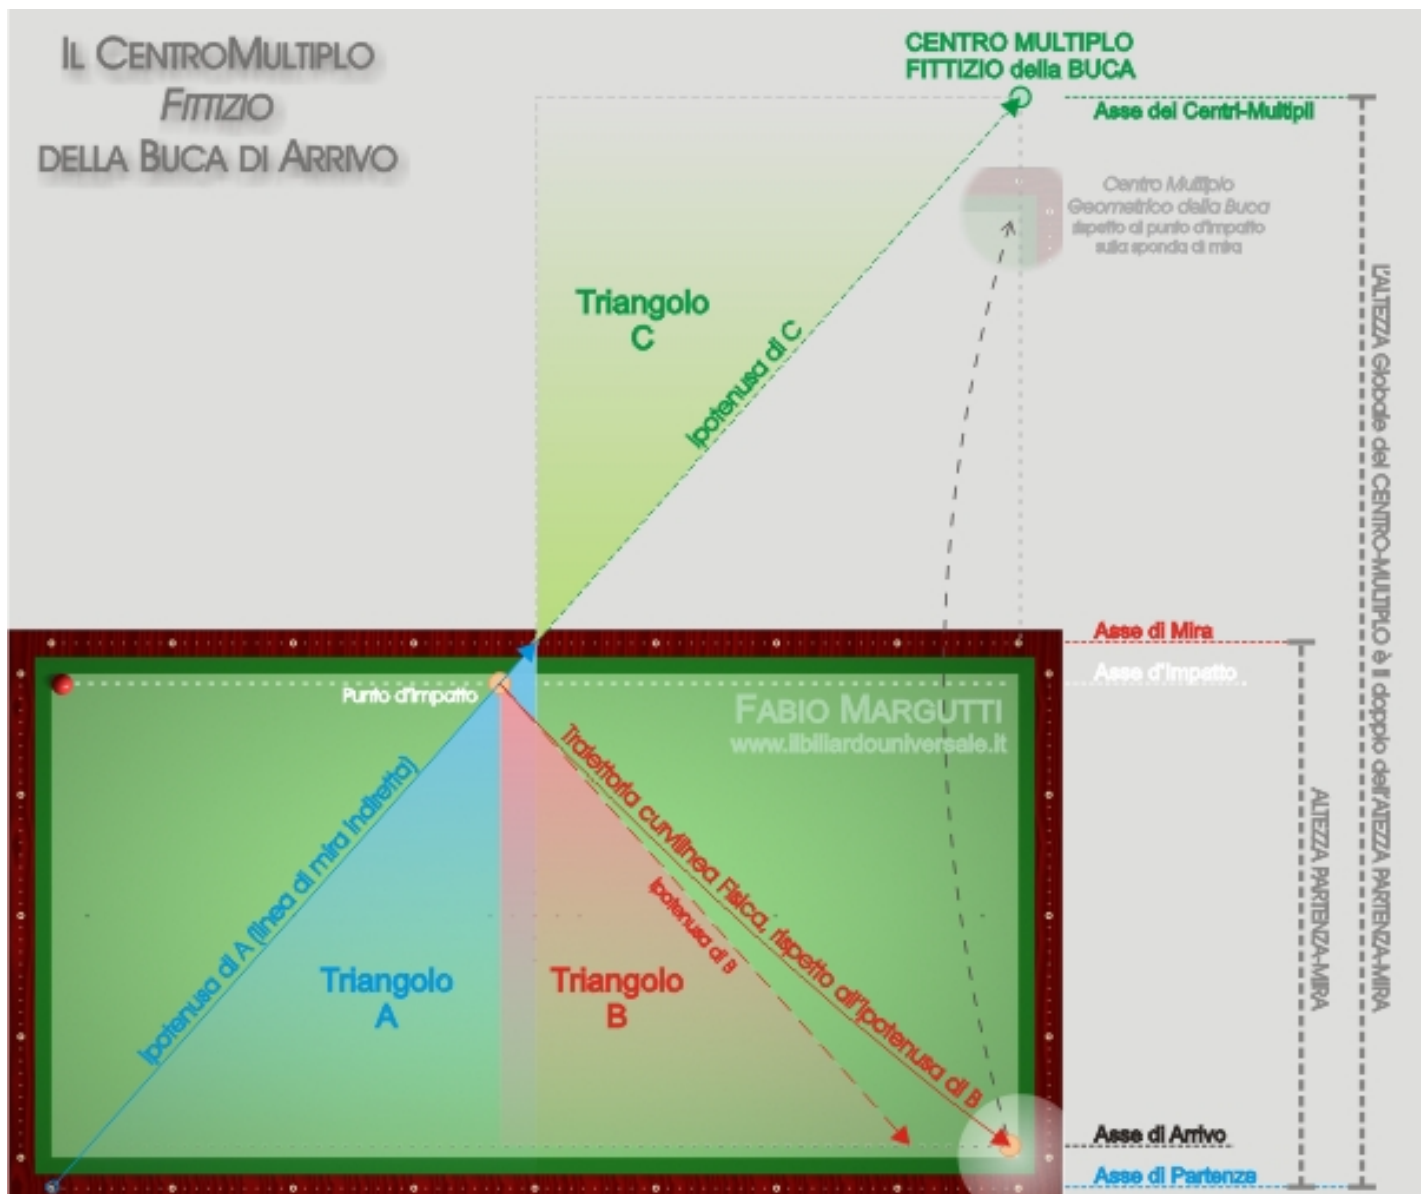 IL CENTROMULTIPLO
FITTIZIO
DELLA BUCA DI ARRIVO
CENTRO MULTIPLO
FITTIZIO della BUCA
Asse dei Centri-Multipli
Centro Multiplo
Geometrico della Buca
rispetto al punto d'impatto
sulla sponda di mira
Triangolo
C
Ipotenusa di C
L'ALTEZZA Globale del CENTRO-MULTIPLO è il doppio dell'ATEZZA PARTENZA-MIRA
Asse di Mira
Asse d'Impatto
Punto d'impatto
FABIO MARGUTTI
www.ilbiliardouniversale.it
Ipotenusa di A (linea di mira indiretta)
Traiettoria curvilinea Fisica, rispetto all'Ipotenusa di B
Ipotenusa di B
ALTEZZA PARTENZA-MIRA
Triangolo
A
Triangolo
B
Asse di Arrivo
Asse di Partenza